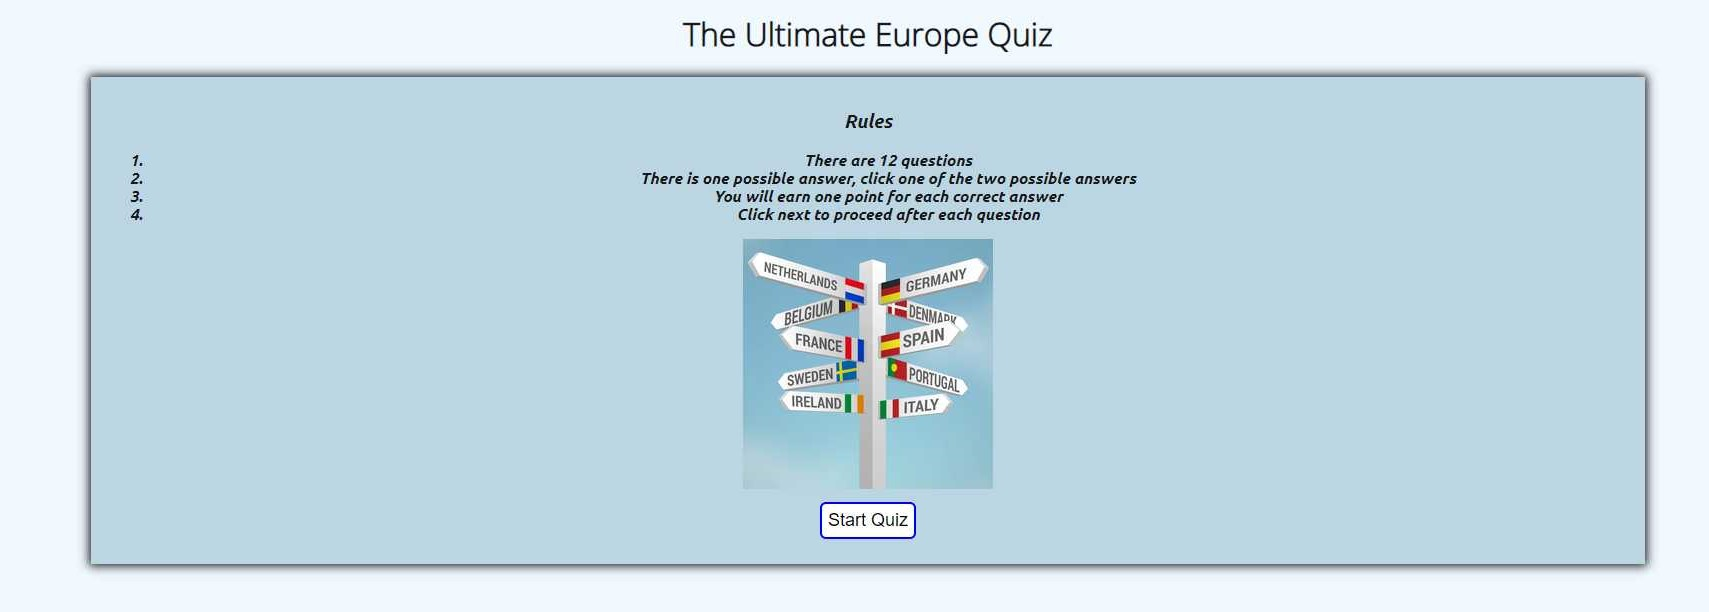 The Ultimate Europe Quiz
Rules
1. There are 12 questions
2. There is one possible answer, click one of the two possible answers
3. You will earn one point for each correct answer
4. Click next to proceed after each question
NETHERLANDS
GERMANY
BELGIUM
DENMARK
FRANCE
SPAIN
SWEDEN
PORTUGAL
IRELAND
ITALY
Start Quiz